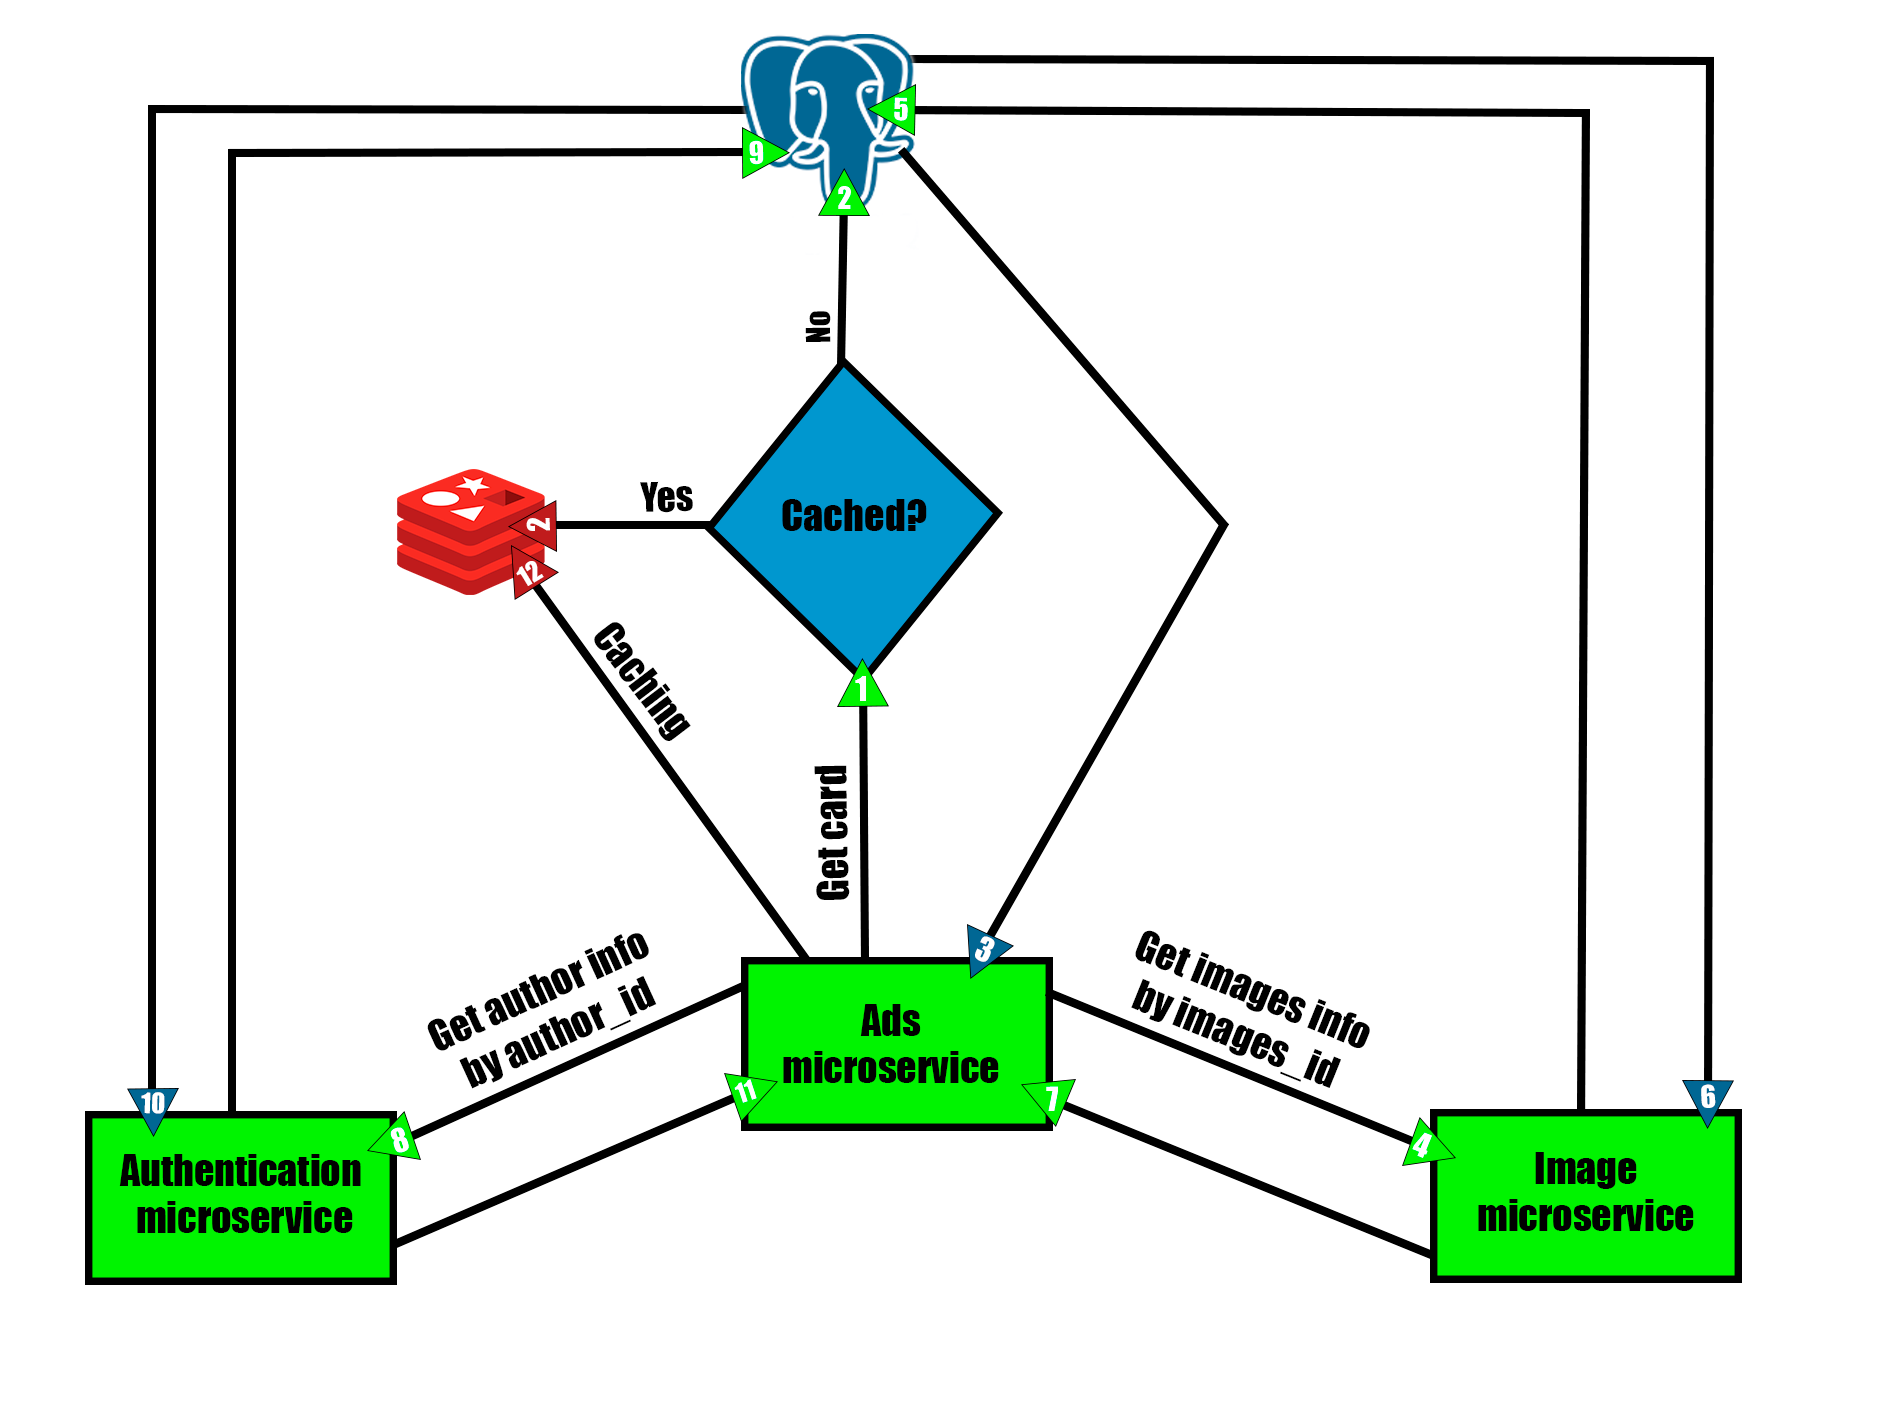 5
9
2
No
Yes
Cached?
2
12
Caching
1
Get card
3
Get author info
by author_id
Get images info
by images_id
Ads
microservice
11
7
10
8
4
6
Authentication
microservice
Image
microservice